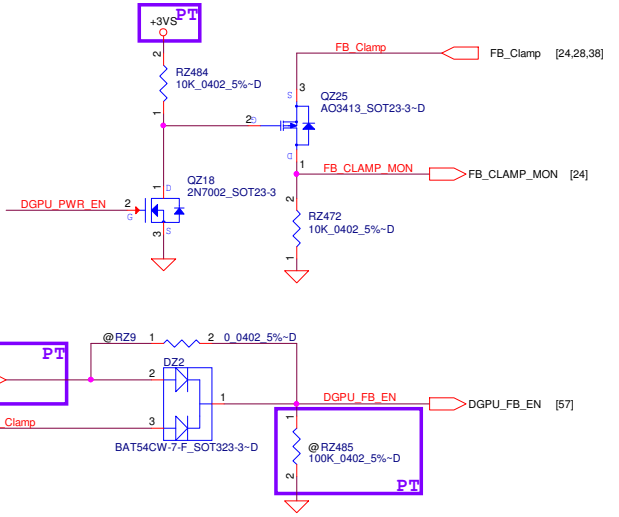 PT
+3VS
2
RZ484
10K_0402_5%~D
1
FB_Clamp
FB_Clamp [24,28,38]
3
S
QZ25
AO3413_SOT23-3~D
2
G
D
1
FB_CLAMP_MON
FB_CLAMP_MON [24]
QZ18
2N7002_SOT23-3
1
D
DGPU_PWR_EN
2
G
3
S
2
RZ472
10K_0402_5%~D
1
@RZ9 1 2 0_0402_5%~D
PT
DZ2
2
1
DGPU_FB_EN
DGPU_FB_EN [57]
Clamp
3
BAT54CW-7-F_SOT323-3~D
1
@RZ485
100K_0402_5%~D
2
PT